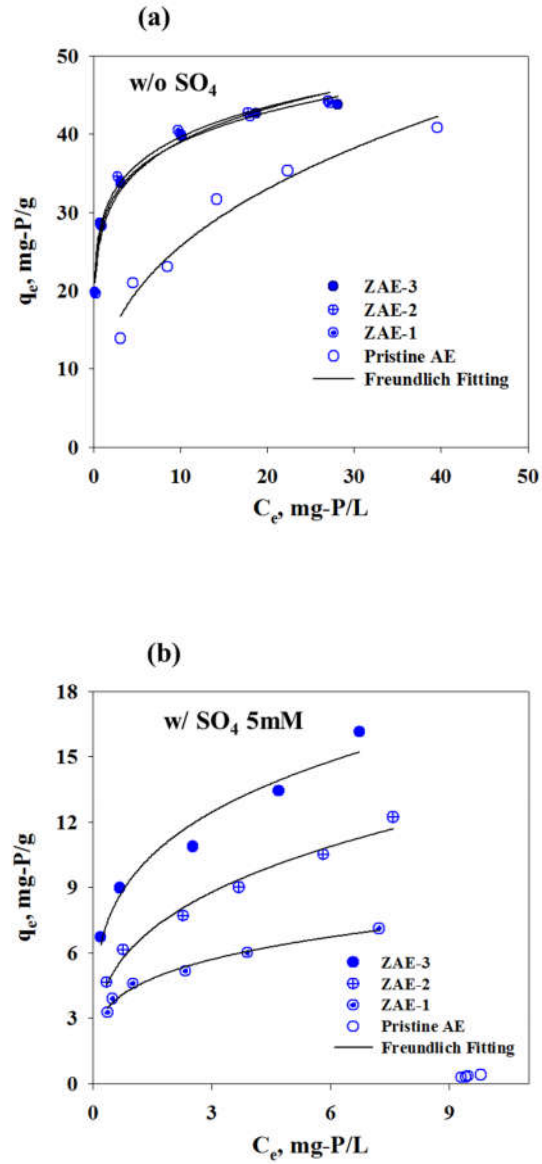 (a)
w/o SO₄
50
40
30
20
10
0
qₑ, mg-P/g
ZAE-3
ZAE-2
ZAE-1
Pristine AE
Freundlich Fitting
0 10 20 30 40 50
Cₑ, mg-P/L
(b)
w/ SO₄ 5mM
18
15
12
9
6
3
0
qₑ, mg-P/g
ZAE-3
ZAE-2
ZAE-1
Pristine AE
Freundlich Fitting
0 3 6 9
Cₑ, mg-P/L